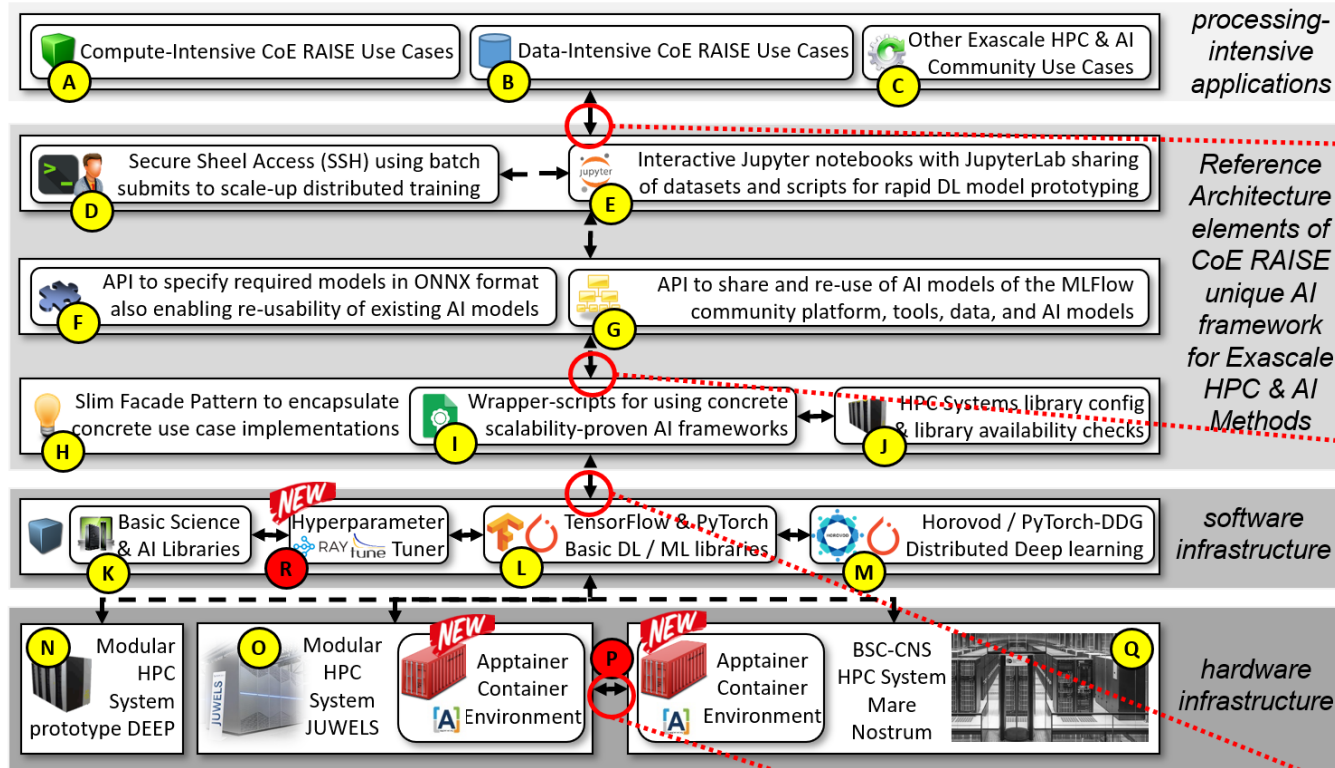 Compute-Intensive CoE RAISE Use Cases
A
Data-Intensive CoE RAISE Use Cases
B
Other Exascale HPC & AI
Community Use Cases
C
processing-
intensive
applications
Secure Sheel Access (SSH) using batch
submits to scale-up distributed training
D
jupyter
Interactive Jupyter notebooks with JupyterLab sharing
of datasets and scripts for rapid DL model prototyping
E
API to specify required models in ONNX format
also enabling re-usability of existing AI models
F
API to share and re-use of AI models of the MLFlow
community platform, tools, data, and AI models
G
Slim Facade Pattern to encapsulate
concrete use case implementations
H
Wrapper-scripts for using concrete
scalability-proven AI frameworks
I
HPC Systems library config
& library availability checks
J
Reference
Architecture
elements of
CoE RAISE
unique AI
framework
for Exascale
HPC & AI
Methods
Basic Science
& AI Libraries
K
NEW
Hyperparameter
RAY tune Tuner
R
TensorFlow & PyTorch
Basic DL / ML libraries
L
HOROVOD
Horovod / PyTorch-DDG
Distributed Deep learning
M
software
infrastructure
N
Modular
HPC
System
prototype DEEP
JUWELS
O
Modular
HPC
System
JUWELS
NEW
Apptainer
Container
[A] Environment
P
NEW
Apptainer
Container
[A] Environment
BSC-CNS
HPC System
Mare
Nostrum
Q
hardware
infrastructure